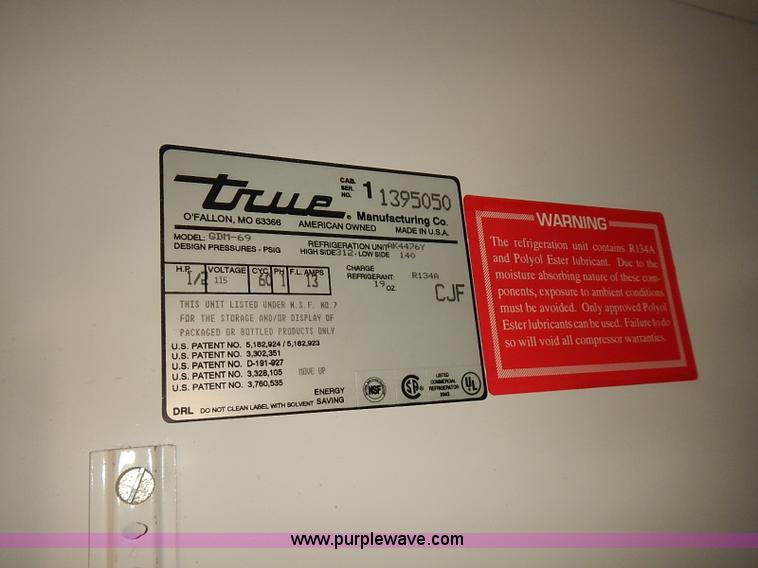 true
® Manufacturing Co.
CAB. SER. NO. 1 1395050
O'FALLON, MO 63366 AMERICAN OWNED MADE IN U.S.A.
MODEL: GDM-69 REFRIGERATION UNIT AK4476Y
DESIGN PRESSURES - PSIG HIGH SIDE 312 - LOW SIDE 140
H.P. 1/2 VOLTAGE 115 CYC 60 PH 1 F.L. AMPS 13
CHARGE
REFRIGERANT: R134A
19 OZ.
CJF
THIS UNIT LISTED UNDER N.S.F. NO.7
FOR THE STORAGE AND/OR DISPLAY OF
PACKAGED OR BOTTLED PRODUCTS ONLY
U.S. PATENT NO. 5,182,924 / 5,182,923
U.S. PATENT NO. 3,302,351
U.S. PATENT NO. D-191-927
U.S. PATENT NO. 3,328,105 MOVE UP
U.S. PATENT NO. 3,760,535
ENERGY
SAVING
DRL DO NOT CLEAN LABEL WITH SOLVENT
NSF
SA®
LISTED
COMMERCIAL
REFRIGERATOR
UL
WARNING
The refrigeration unit contains R134A
and Polyol Ester lubricant. Due to the
moisture absorbing nature of these com-
ponents, exposure to ambient conditions
must be avoided. Only approved Polyol
Ester lubricants can be used. Failure to do
so will void all compressor warranties.
www.purplewave.com